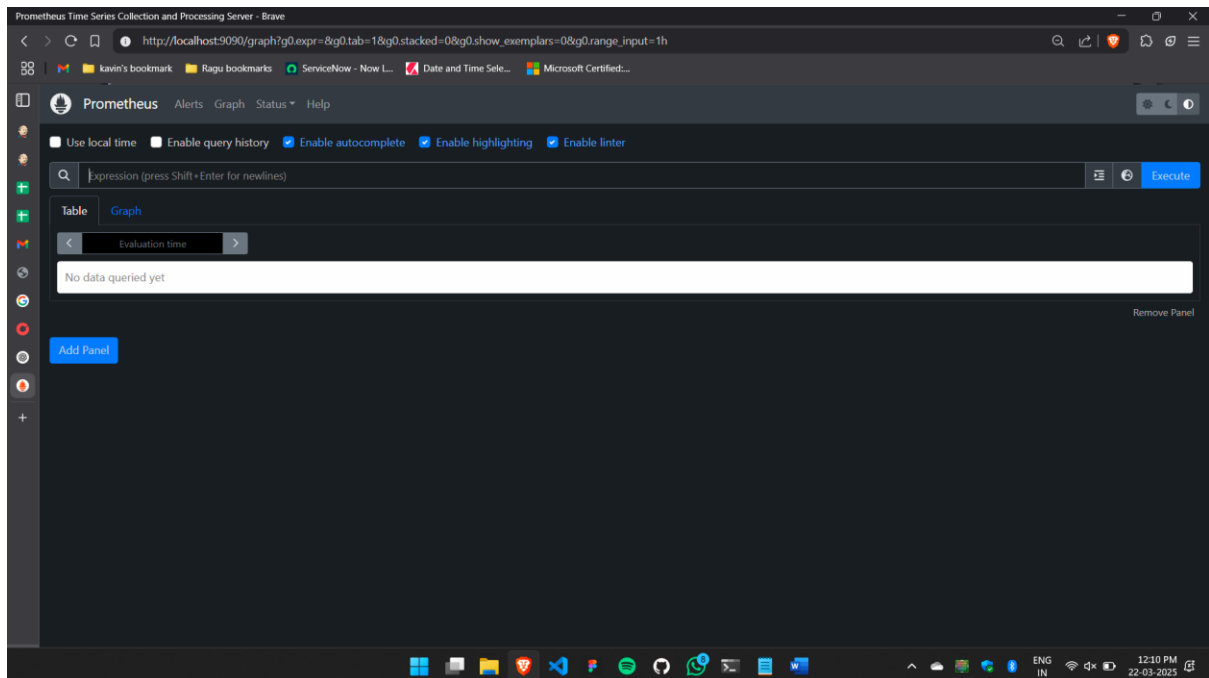 Prometheus Time Series Collection and Processing Server - Brave
http://localhost:9090/graph?g0.expr=&g0.tab=1&g0.stacked=0&g0.show_exemplars=0&g0.range_input=1h
kavin's bookmark Ragu bookmarks ServiceNow - Now L... Date and Time Sele... Microsoft Certified:...
Prometheus Alerts Graph Status Help
Use local time Enable query history Enable autocomplete Enable highlighting Enable linter
Expression (press Shift+Enter for newlines) Execute
Table Graph
Evaluation time
No data queried yet
Remove Panel
Add Panel
ENG 12:10 PM
IN 22-03-2025